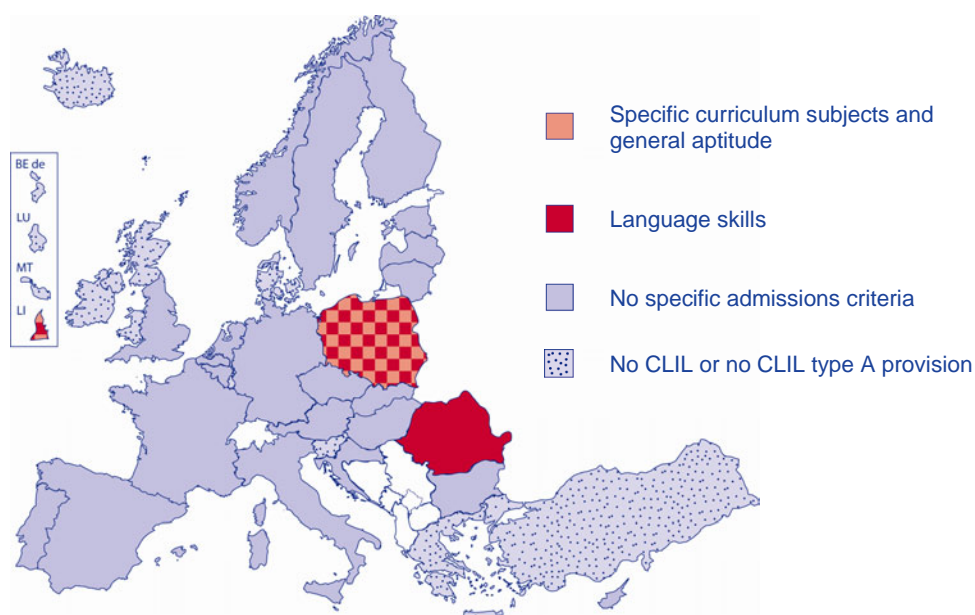 Specific curriculum subjects and
general aptitude
BE de
LU
Language skills
MT
No specific admissions criteria
LI
No CLIL or no CLIL type A provision